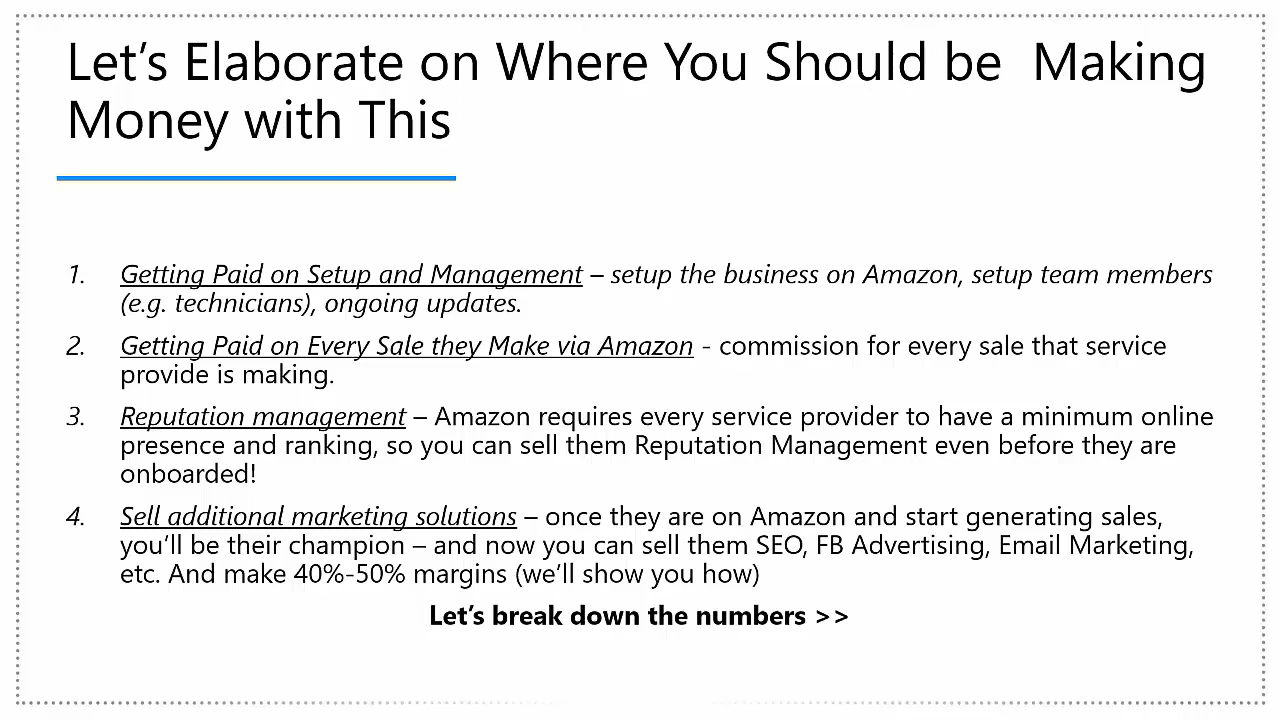 Let’s Elaborate on Where You Should be  Making
Money with This
1. Getting Paid on Setup and Management – setup the business on Amazon, setup team members
(e.g. technicians), ongoing updates.
2. Getting Paid on Every Sale they Make via Amazon - commission for every sale that service
provide is making.
3. Reputation management – Amazon requires every service provider to have a minimum online
presence and ranking, so you can sell them Reputation Management even before they are
onboarded!
4. Sell additional marketing solutions – once they are on Amazon and start generating sales,
you’ll be their champion – and now you can sell them SEO, FB Advertising, Email Marketing,
etc. And make 40%-50% margins (we’ll show you how)
Let’s break down the numbers >>